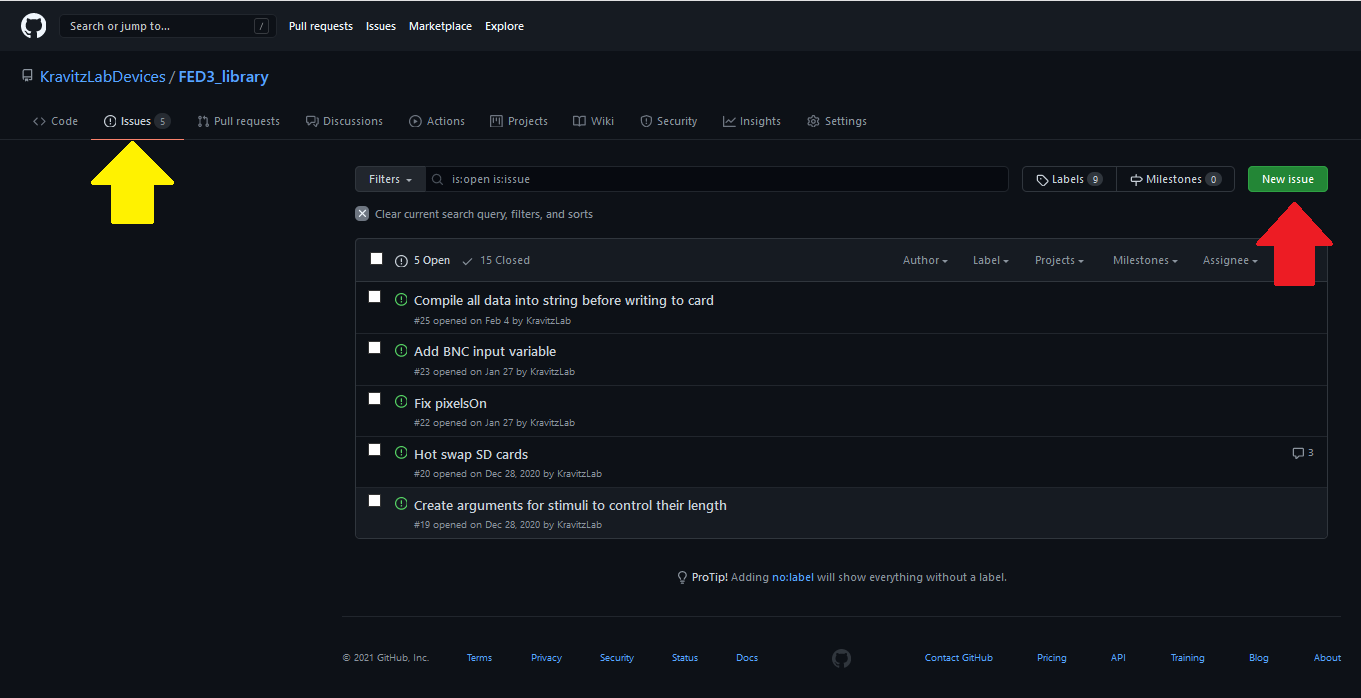 Search or jump to... /
Pull requests Issues Marketplace Explore
KravitzLabDevices / FED3_library
Code Issues 5 Pull requests Discussions Actions Projects Wiki Security Insights Settings
Filters is:open is:issue Labels 9 Milestones 0 New issue
Clear current search query, filters, and sorts
5 Open 15 Closed Author Label Projects Milestones Assignee
Compile all data into string before writing to card
#25 opened on Feb 4 by KravitzLab
Add BNC input variable
#23 opened on Jan 27 by KravitzLab
Fix pixelsOn
#22 opened on Jan 27 by KravitzLab
Hot swap SD cards 3
#20 opened on Dec 28, 2020 by KravitzLab
Create arguments for stimuli to control their length
#19 opened on Dec 28, 2020 by KravitzLab
ProTip! Adding no:label will show everything without a label.
© 2021 GitHub, Inc. Terms Privacy Security Status Docs Contact GitHub Pricing API Training Blog About